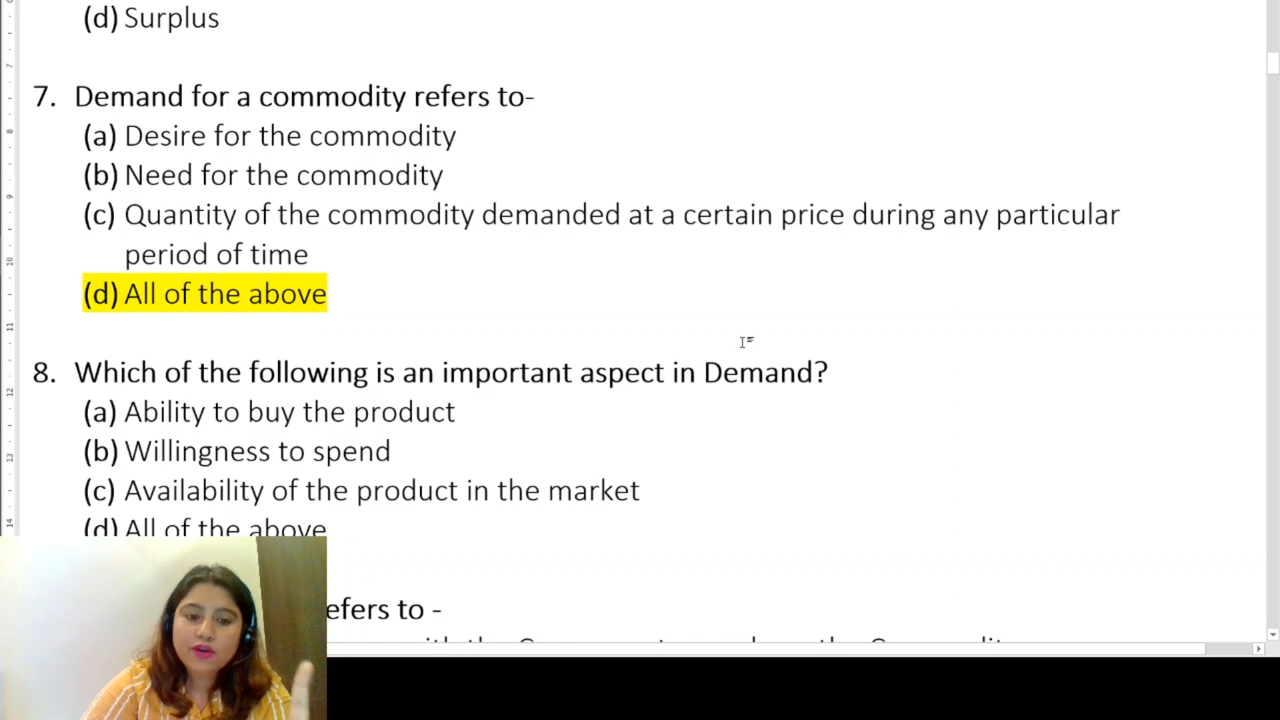 (d) Surplus
7. Demand for a commodity refers to-
(a) Desire for the commodity
(b) Need for the commodity
(c) Quantity of the commodity demanded at a certain price during any particular
period of time
(d) All of the above
8. Which of the following is an important aspect in Demand?
(a) Ability to buy the product
(b) Willingness to spend
(c) Availability of the product in the market
(d) All of the above
efers to -